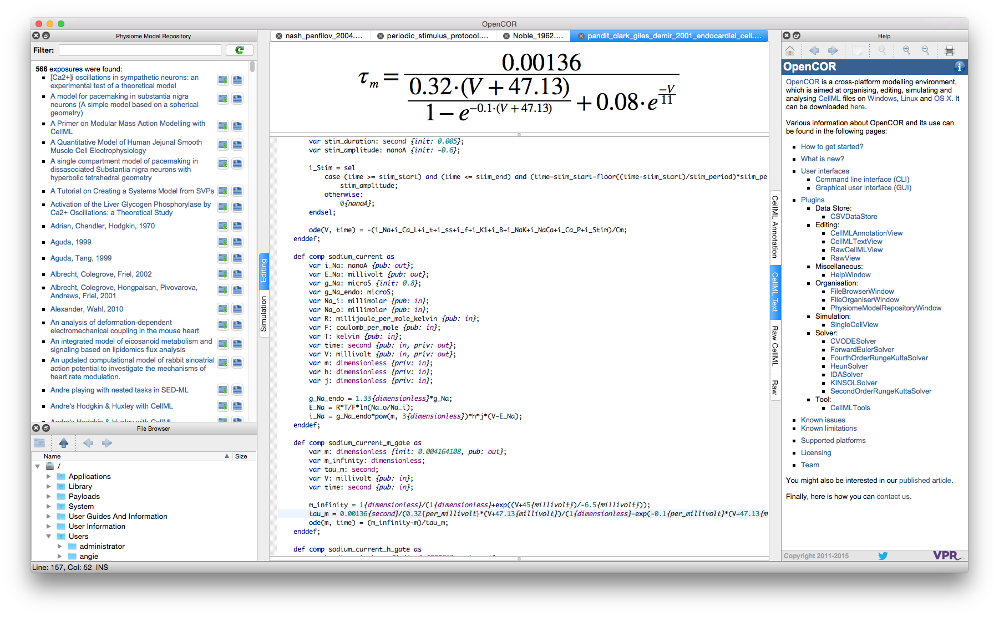 OpenCOR
Physiome Model Repository
Filter:
566 exposures were found:
[Ca2+]i oscillations in sympathetic neurons: an
experimental test of a theoretical model
A model for pacemaking in substantia nigra
neurons (A simple model based on a spherical
geometry)
A Primer on Modular Mass Action Modelling with
CellML
A Quantitative Model of Human Jejunal Smooth
Muscle Cell Electrophysiology
A single compartment model of pacemaking in
dissasociated Substantia nigra neurons with
hyperbolic tetrahedral geometry
A Tutorial on Creating a Systems Model from SVPs
Activation of the Liver Glycogen Phosphorylase by
Ca2+ Oscillations: a Theoretical Study
Adrian, Chandler, Hodgkin, 1970
Aguda, 1999
Aguda, Tang, 1999
Albrecht, Colegrove, Friel, 2002
Albrecht, Colegrove, Hongpaisan, Pivovarova,
Andrews, Friel, 2001
Alexander, Wahl, 2010
An analysis of deformation-dependent
electromechanical coupling in the mouse heart
An integrated model of eicosanoid metabolism and
signaling based on lipidomics flux analysis
An updated computational model of rabbit sinoatrial
action potential to investigate the mechanisms of
heart rate modulation.
Andre playing with nested tasks in SED-ML
Andre's Hodgkin & Huxley with CellML
Andre's Hodgkin & Huxley with CellML
File Browser
Name Size
/
Applications
Library
Payloads
System
User Guides And Information
User Information
Users
administrator
angie
Line: 157, Col: 52 INS
Editing
Simulation
nash_panfilov_2004.... periodic_stimulus_protocol.... Noble_1962.... pandit_clark_giles_demir_2001_endocardial_cell....
τm = 0.00136
0.32·(V + 47.13)
1 − e −0.1·(V + 47.13)
+ 0.08·e −V
11
var stim_duration: second {init: 0.005};
var stim_amplitude: nanoA {init: -0.6};
i_Stim = sel
case (time >= stim_start) and (time <= stim_end) and (time-stim_start-floor((time-stim_start)/stim_period)*stim_pe
stim_amplitude;
otherwise:
0{nanoA};
endsel;
ode(V, time) = -(i_Na+i_Ca_L+i_t+i_ss+i_f+i_K1+i_B+i_NaK+i_NaCa+i_Ca_P+i_Stim)/Cm;
enddef;
def comp sodium_current as
var i_Na: nanoA {pub: out};
var E_Na: millivolt {pub: out};
var g_Na: microS {init: 0.8};
var g_Na_endo: microS;
var Na_i: millimolar {pub: in};
var Na_o: millimolar {pub: in};
var R: millijoule_per_mole_kelvin {pub: in};
var F: coulomb_per_mole {pub: in};
var T: kelvin {pub: in};
var time: second {pub: in, priv: out};
var V: millivolt {pub: in, priv: out};
var m: dimensionless {priv: in};
var h: dimensionless {priv: in};
var j: dimensionless {priv: in};
g_Na_endo = 1.33{dimensionless}*g_Na;
E_Na = R*T/F*ln(Na_o/Na_i);
i_Na = g_Na_endo*pow(m, 3{dimensionless})*h*j*(V-E_Na);
enddef;
def comp sodium_current_m_gate as
var m: dimensionless {init: 0.004164108, pub: out};
var m_infinity: dimensionless;
var tau_m: second;
var V: millivolt {pub: in};
var time: second {pub: in};
m_infinity = 1{dimensionless}/(1{dimensionless}+exp((V+45{millivolt})/-6.5{millivolt}));
tau_m = 0.00136{second}/(0.32{per_millivolt}*(V+47.13{millivolt})/(1{dimensionless}-exp(-0.1{per_millivolt}*(V+47.13{m
ode(m, time) = (m_infinity-m)/tau_m;
enddef;
def comp sodium_current_h_gate as
CellML Annotation
CellML Text
Raw CellML
Raw
Help
OpenCOR
OpenCOR is a cross-platform modelling environment,
which is aimed at organising, editing, simulating and
analysing CellML files on Windows, Linux and OS X. It
can be downloaded here.
Various information about OpenCOR and its use can
be found in the following pages:
How to get started?
What is new?
User interfaces
Command line interface (CLI)
Graphical user interface (GUI)
Plugins
Data Store:
CSVDataStore
Editing:
CellMLAnnotationView
CellMLTextView
RawCellMLView
RawView
Miscellaneous:
HelpWindow
Organisation:
FileBrowserWindow
FileOrganiserWindow
PhysiomeModelRepositoryWindow
Simulation:
SingleCellView
Solver:
CVODESolver
ForwardEulerSolver
FourthOrderRungeKuttaSolver
HeunSolver
IDASolver
KINSOLSolver
SecondOrderRungeKuttaSolver
Tool:
CellMLTools
Known issues
Known limitations
Supported platforms
Licensing
Team
You might also be interested in our published article.
Finally, here is how you can contact us.
Copyright 2011-2015
VPR